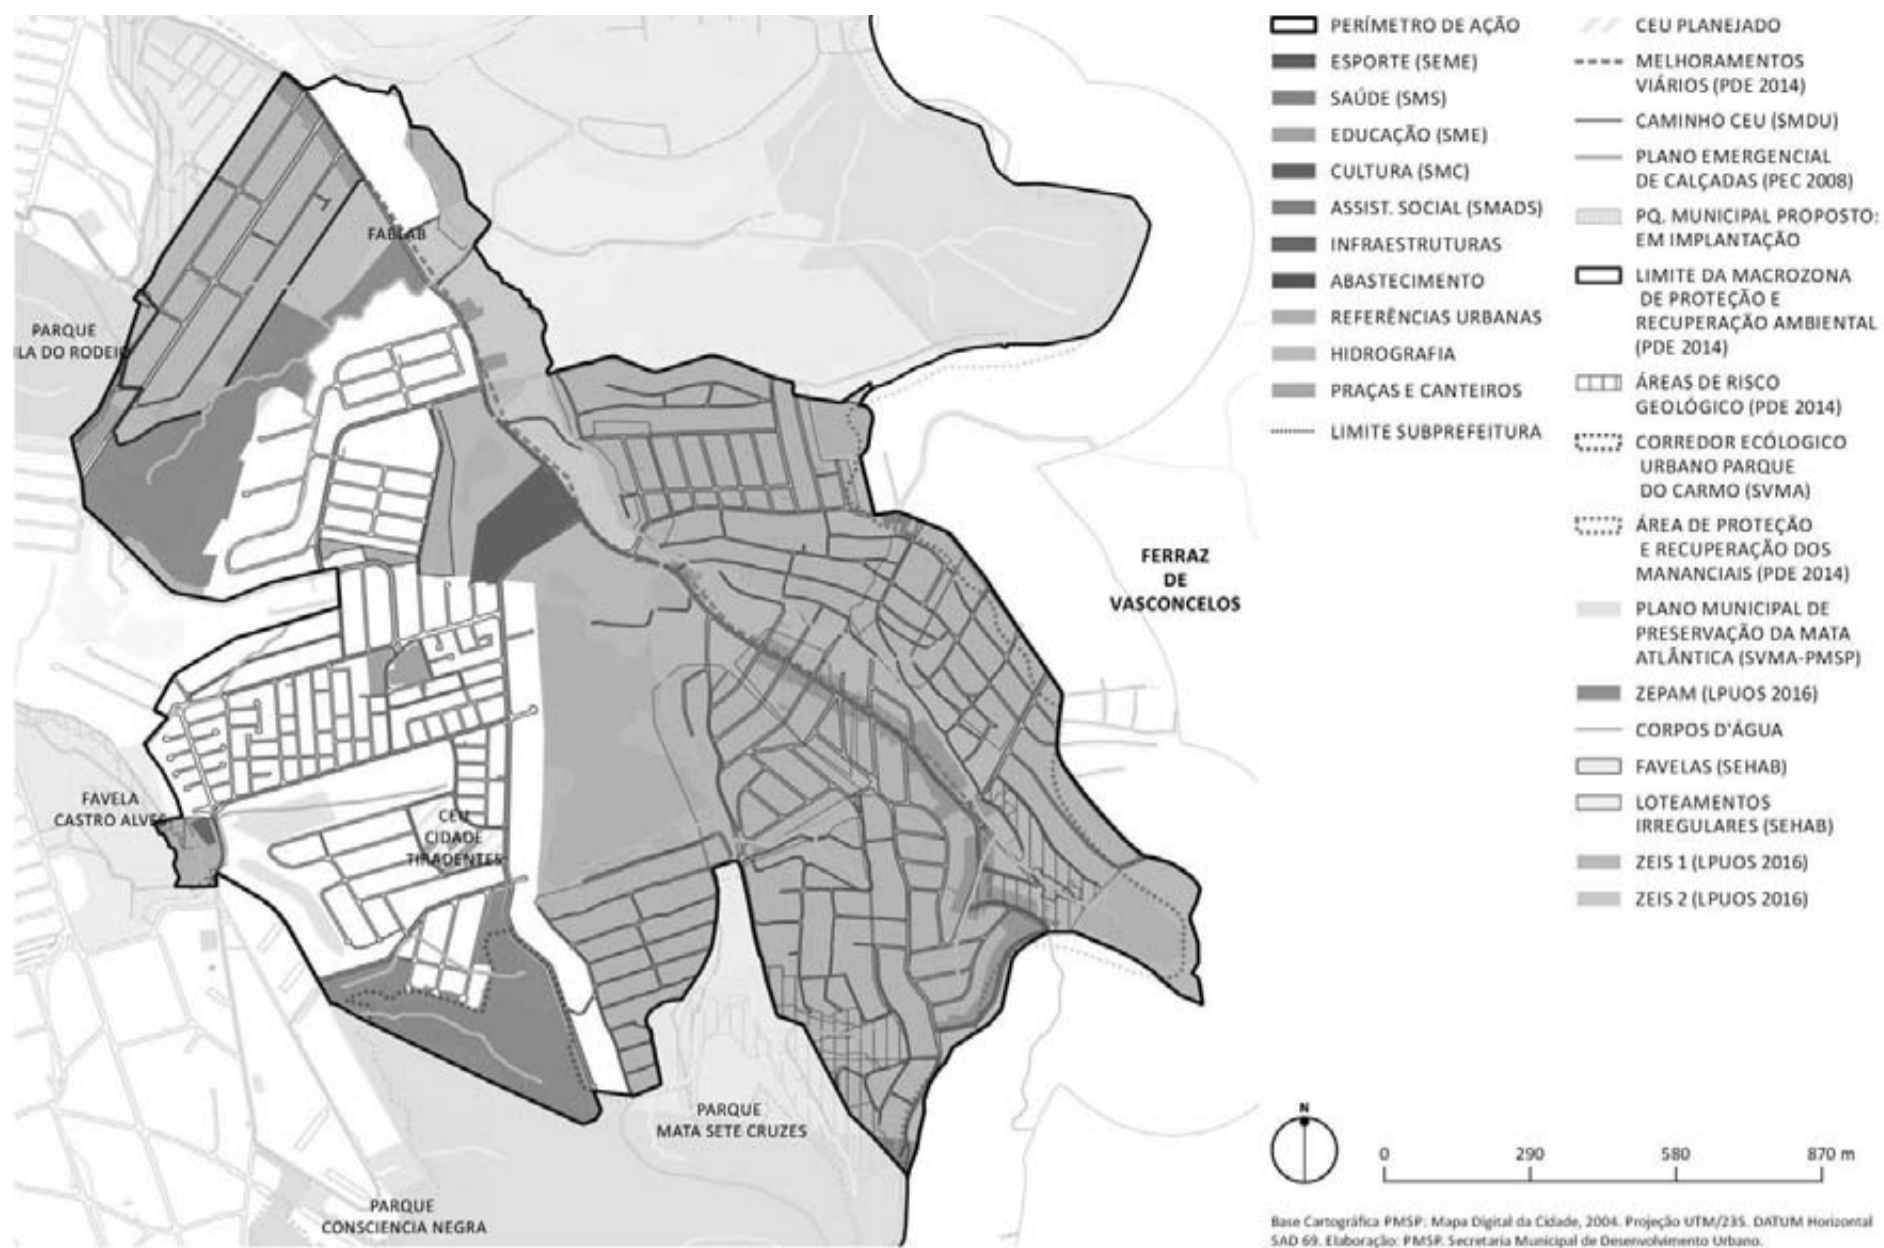 FABLAB
PARQUE
ILA DO RODEIO
FERRAZ
DE
VASCONCELOS
FAVELA
CASTRO ALVES
CEU
CIDADE
TIRADENTES
PARQUE
MATA SETE CRUZES
PARQUE
CONSCIENCIA NEGRA
PERÍMETRO DE AÇÃO
ESPORTE (SEME)
SAÚDE (SMS)
EDUCAÇÃO (SME)
CULTURA (SMC)
ASSIST. SOCIAL (SMADS)
INFRAESTRUTURAS
ABASTECIMENTO
REFERÊNCIAS URBANAS
HIDROGRAFIA
PRAÇAS E CANTEIROS
LIMITE SUBPREFEITURA
CEU PLANEJADO
MELHORAMENTOS
VIÁRIOS (PDE 2014)
CAMINHO CEU (SMDU)
PLANO EMERGENCIAL
DE CALÇADAS (PEC 2008)
PQ. MUNICIPAL PROPOSTO:
EM IMPLANTAÇÃO
LIMITE DA MACROZONA
DE PROTEÇÃO E
RECUPERAÇÃO AMBIENTAL
(PDE 2014)
ÁREAS DE RISCO
GEOLÓGICO (PDE 2014)
CORREDOR ECÓLOGICO
URBANO PARQUE
DO CARMO (SVMA)
ÁREA DE PROTEÇÃO
E RECUPERAÇÃO DOS
MANANCIAIS (PDE 2014)
PLANO MUNICIPAL DE
PRESERVAÇÃO DA MATA
ATLÂNTICA (SVMA-PMSP)
ZEPAM (LPUOS 2016)
CORPOS D'ÁGUA
FAVELAS (SEHAB)
LOTEAMENTOS
IRREGULARES (SEHAB)
ZEIS 1 (LPUOS 2016)
ZEIS 2 (LPUOS 2016)
N
0 290 580 870 m
Base Cartográfica PMSP: Mapa Digital da Cidade, 2004. Projeção UTM/23S. DATUM Horizontal
SAD 69. Elaboração: PMSP. Secretaria Municipal de Desenvolvimento Urbano.